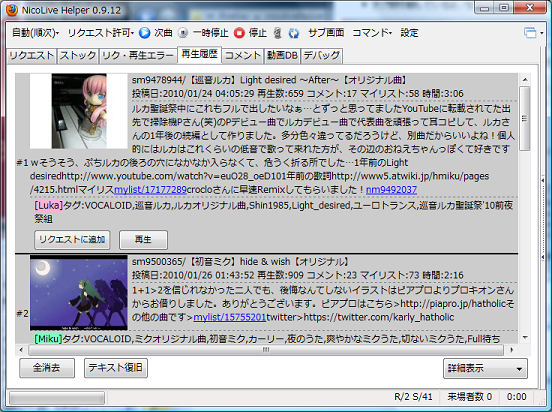 NicoLive Helper 0.9.12
自動(順次) リクエスト許可 次曲 一時停止 停止 サブ画面 コマンド 設定
リクエスト ストック リク・再生エラー 再生履歴 コメント 動画DB デバッグ
sm9478944/【巡音ルカ】Light desired ～After～【オリジナル曲】
投稿日:2010/01/24 04:05:29 再生数:659 コメント:17 マイリスト:58 時間:3:06
ルカ聖誕祭中にこれもフルで出したいなぁ…とずっと思ってましたYouTubeに転載されてた出
先で掃除機Pさん(笑)のPデビュー曲でルカデビュー曲で代表曲を頑張って耳コピして、ルカさ
んの1年後の続編として作りました。多分色々違ってるだろうけど、別曲だからいいよね！個人
的にはルカはこれくらいの低音で歌って来れた方が、その辺のおねえちゃんっぽくて好きです
#1 wそうそう、ぷちルカの後ろの穴になかなか入らなくて、危うく折る所でした…1年前のLight
desiredhttp://www.youtube.com/watch?v=euO28_oeD101年前の歌詞http://www5.atwiki.jp/hmiku/pages
/4215.htmlマイリスmylist/17177289crocloさんに早速Remixしてもらいました！nm9492037
[Luka]タグ:VOCALOID,巡音ルカ,ルカオリジナル曲,Shin1985,Light_desired,ユーロトランス,巡音ルカ聖誕祭'10前夜
祭組
リクエストに追加 再生
sm9500365/【初音ミク】hide & wish【オリジナル】
投稿日:2010/01/26 01:43:52 再生数:909 コメント:23 マイリスト:73 時間:2:16
1+1>2を信じれなかった二人でも、後悔なんてしないイラストはピアプロよりプロキオンさん
からお借りしました。ありがとうございます。ピアプロはこちら>http://piapro.jp/hatholicそ
#2 の他の曲です>mylist/15755201twitter>https://twitter.com/karly_hatholic
[Miku]タグ:VOCALOID,ミクオリジナル曲,初音ミク,カーリー,夜のうた,爽やかなミクうた,切ないミクうた,Full待ち
全消去 テキスト復旧 詳細表示
R/2 S/41 来場者数 0 0:00